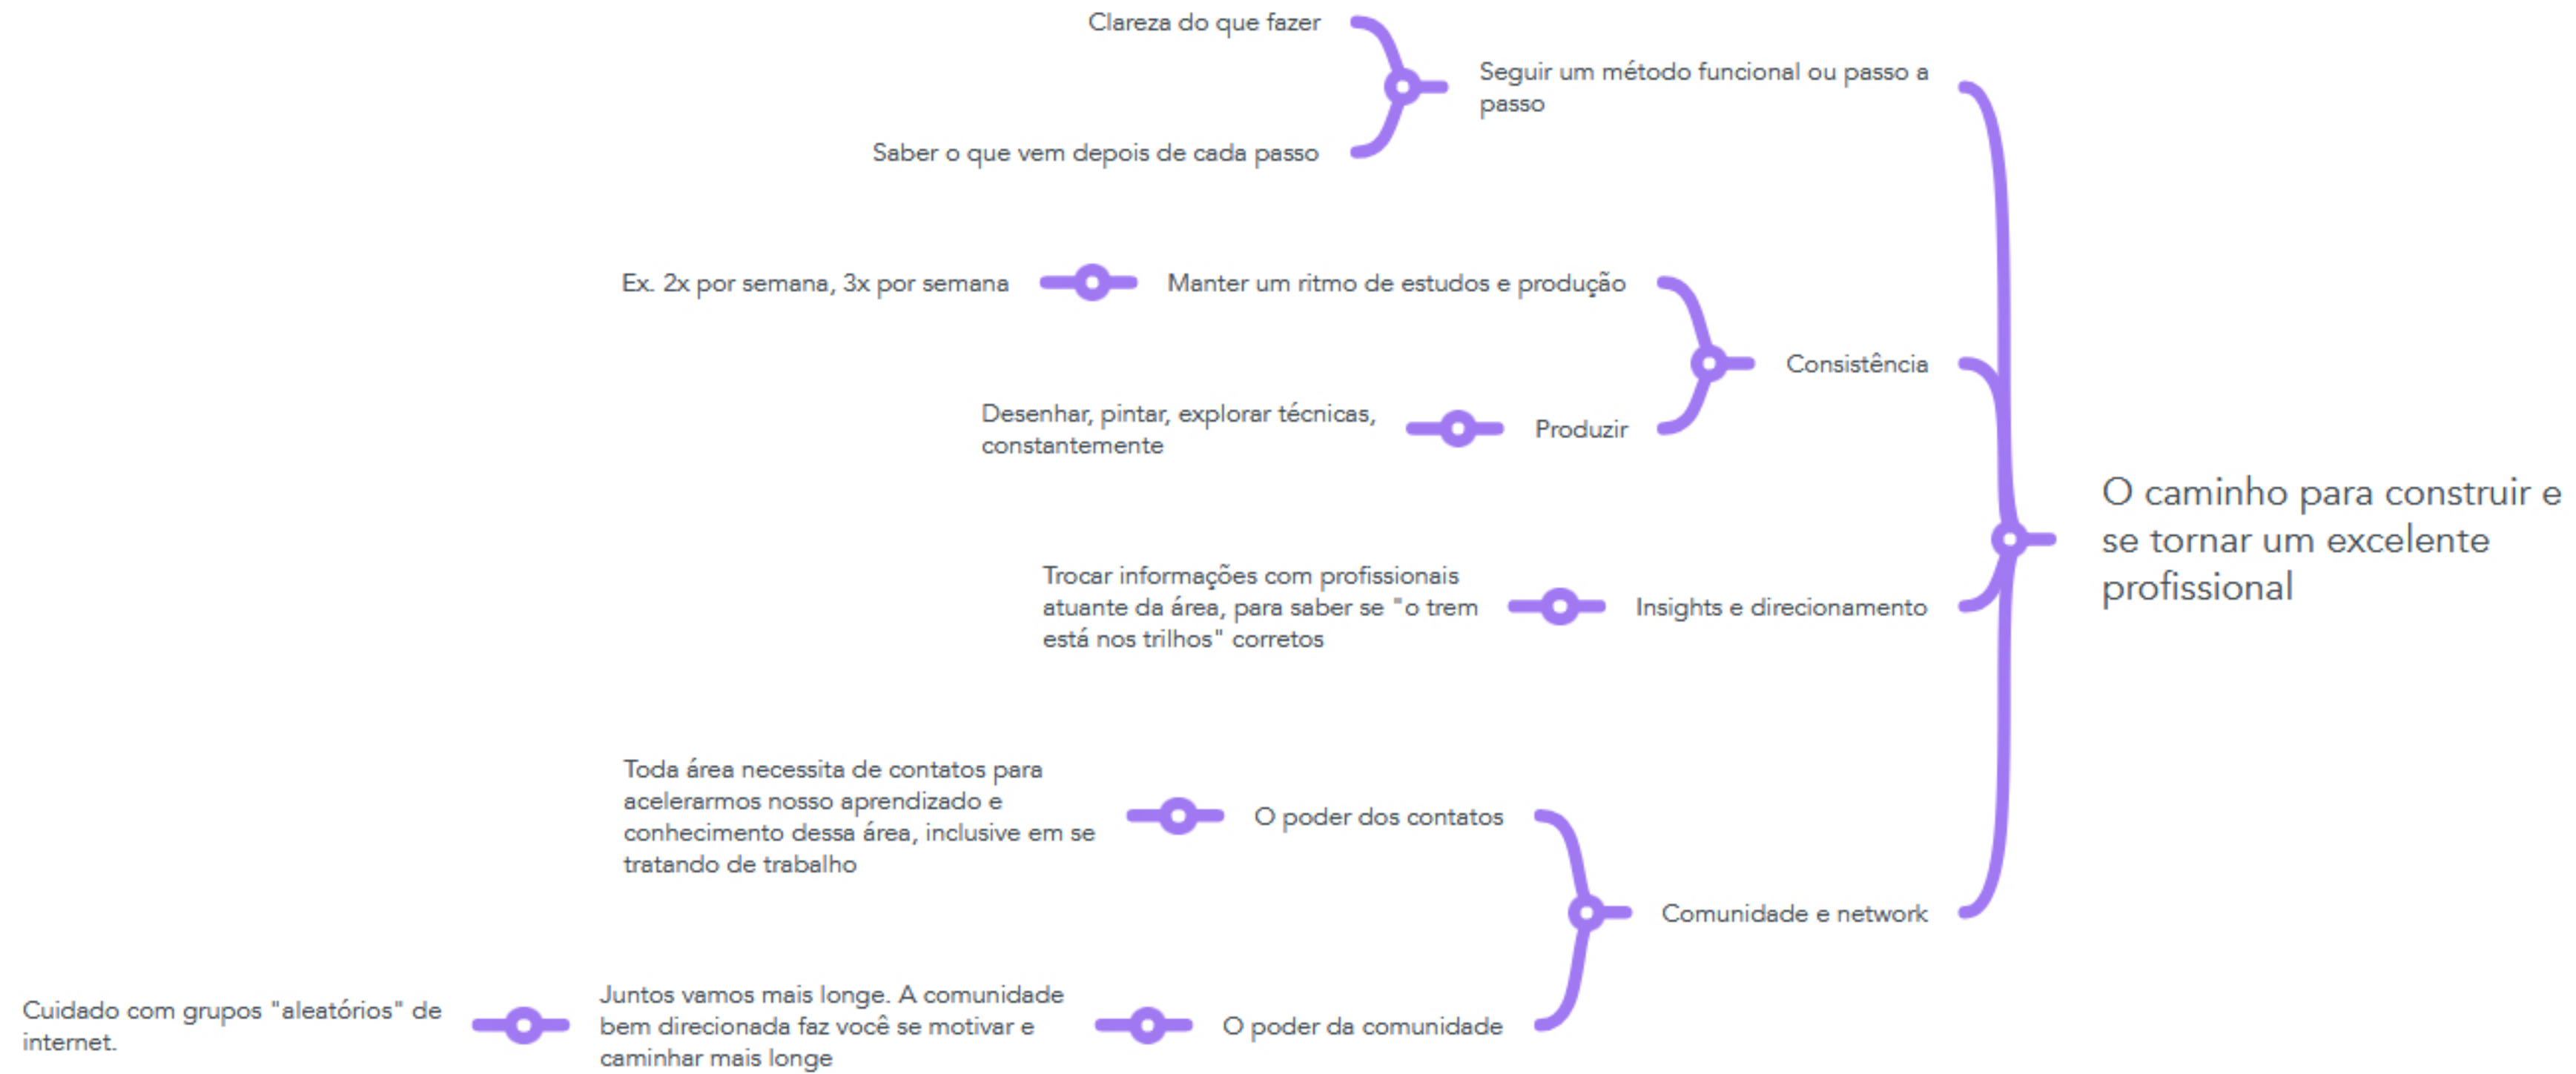 Clareza do que fazer
Seguir um método funcional ou passo a
passo
Saber o que vem depois de cada passo
Ex. 2x por semana, 3x por semana
Manter um ritmo de estudos e produção
Consistência
Desenhar, pintar, explorar técnicas,
constantemente
Produzir
O caminho para construir e
se tornar um excelente
profissional
Trocar informações com profissionais
atuante da área, para saber se "o trem
está nos trilhos" corretos
Insights e direcionamento
Toda área necessita de contatos para
acelerarmos nosso aprendizado e
conhecimento dessa área, inclusive em se
tratando de trabalho
O poder dos contatos
Comunidade e network
Cuidado com grupos "aleatórios" de
internet.
Juntos vamos mais longe. A comunidade
bem direcionada faz você se motivar e
caminhar mais longe
O poder da comunidade